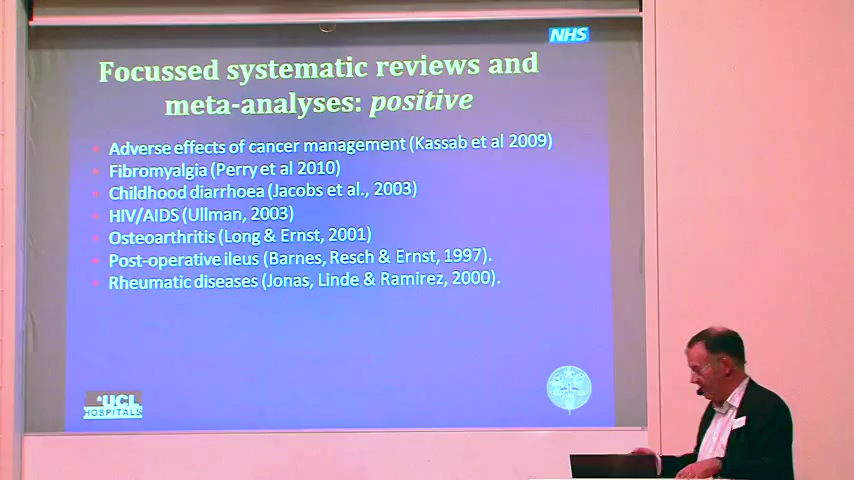 NHS
Focussed systematic reviews and
meta-analyses: positive
Adverse effects of cancer management (Kassab et al 2009)
Fibromyalgia (Perry et al 2010)
Childhood diarrhoea (Jacobs et al., 2003)
HIV/AIDS (Ullman, 2003)
Osteoarthritis (Long & Ernst, 2001)
Post-operative ileus (Barnes, Resch & Ernst, 1997).
Rheumatic diseases (Jonas, Linde & Ramirez, 2000).
UCL
HOSPITALS